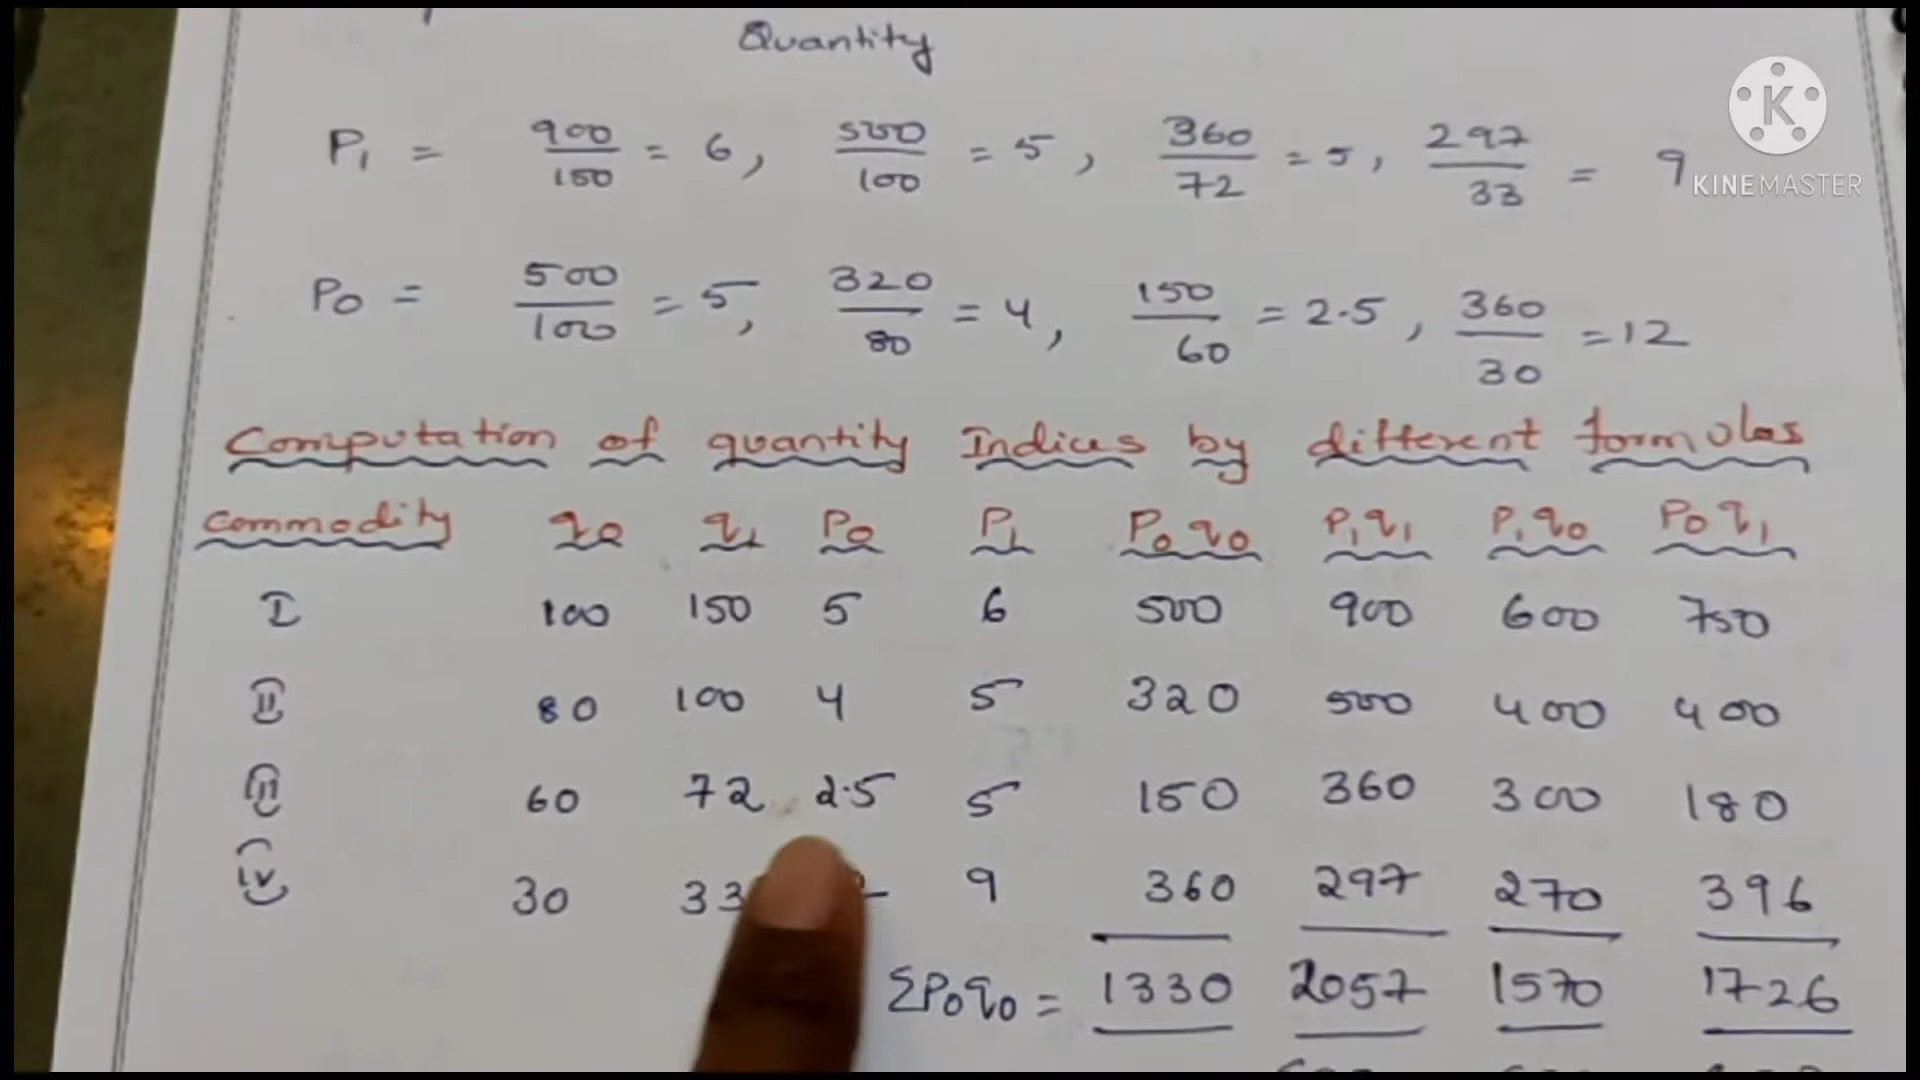 Quantity
P₁ = 900/150 = 6, 500/100 = 5, 360/72 = 5, 297/33 = 9
KINEMASTER
P0 = 500/100 = 5, 320/80 = 4, 150/60 = 2.5, 360/30 = 12
Computation of quantity Indices by different formulas
Commodity q0 q1 P0 P1 P0q0 P1q1 P1q0 P0q1
I 100 150 5 6 500 900 600 750
II 80 100 4 5 320 500 400 400
III 60 72 2.5 5 150 360 300 180
IV 30 33 9 360 297 270 396
ΣP0q0 = 1330 2057 1570 1726